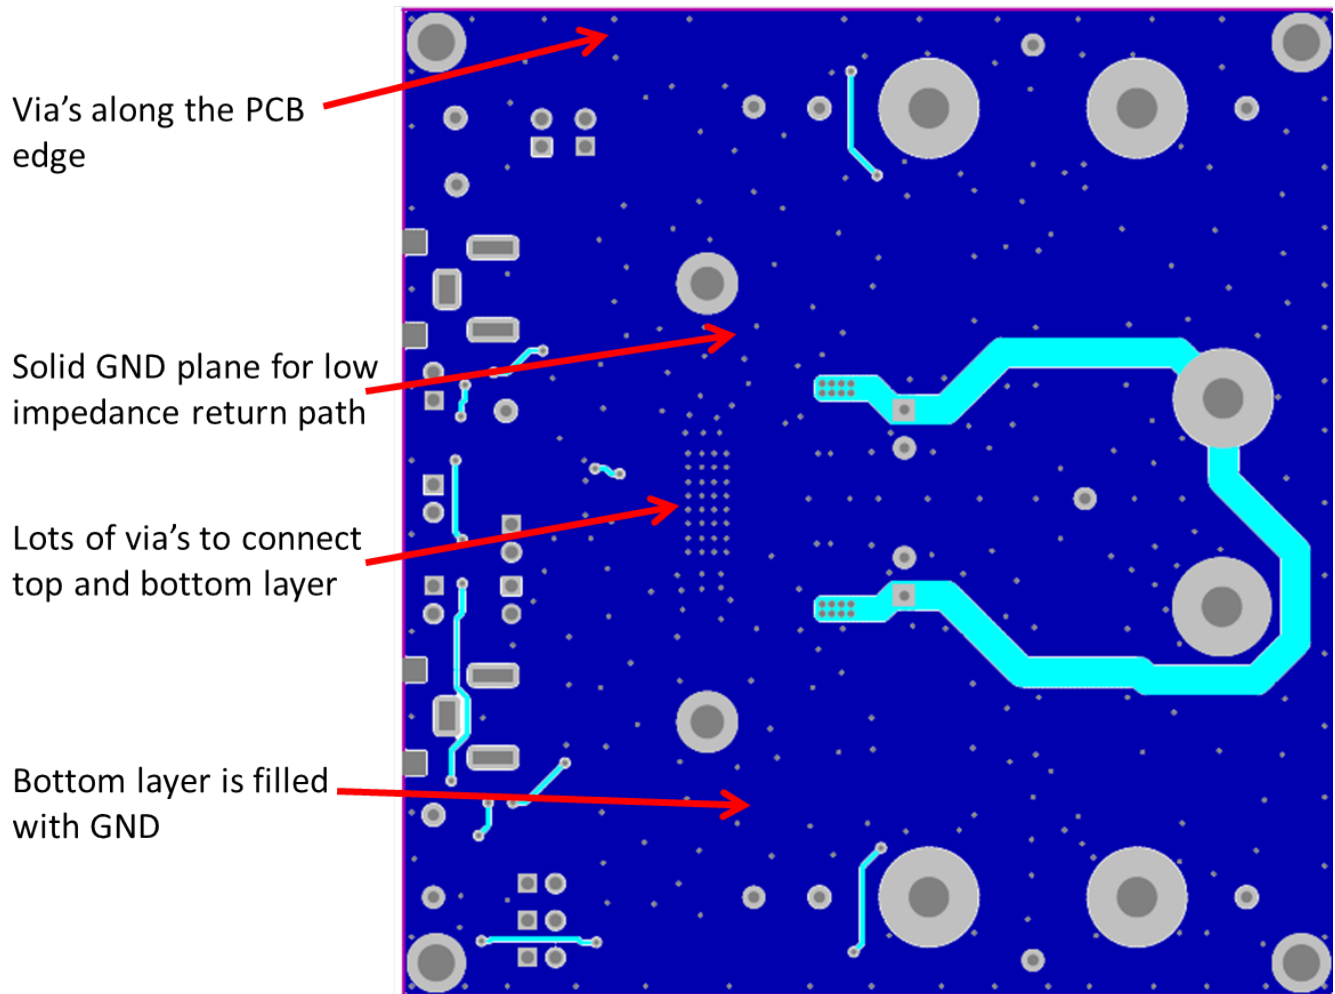 Via's along the PCB
edge
Solid GND plane for low
impedance return path
Lots of via's to connect
top and bottom layer
Bottom layer is filled
with GND